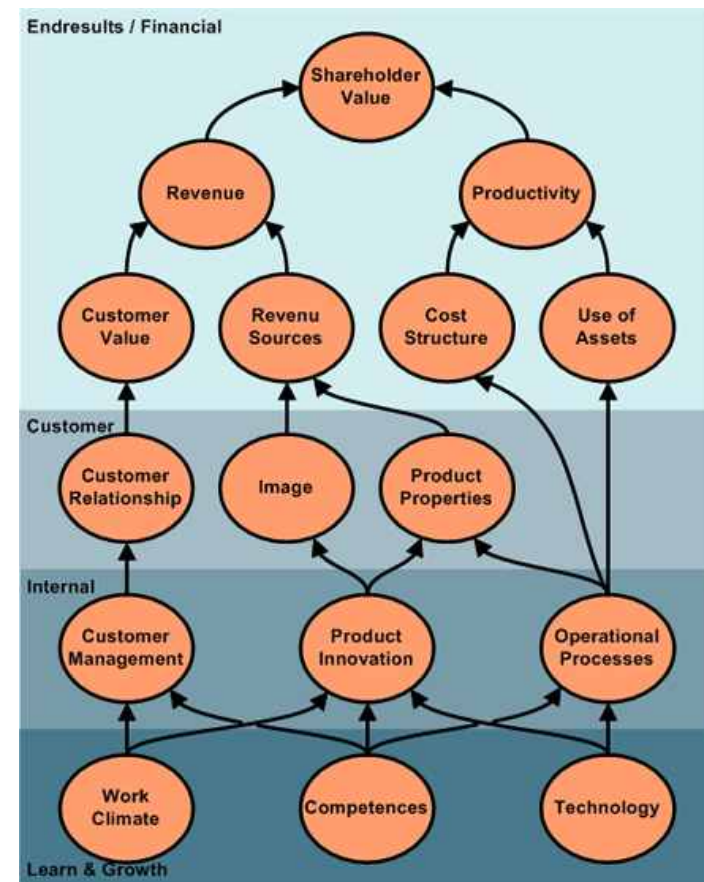 Endresults / Financial
Shareholder
Value
Revenue
Productivity
Customer
Value
Revenu
Sources
Cost
Structure
Use of
Assets
Customer
Customer
Relationship
Image
Product
Properties
Internal
Customer
Management
Product
Innovation
Operational
Processes
Work
Climate
Competences
Technology
Learn & Growth